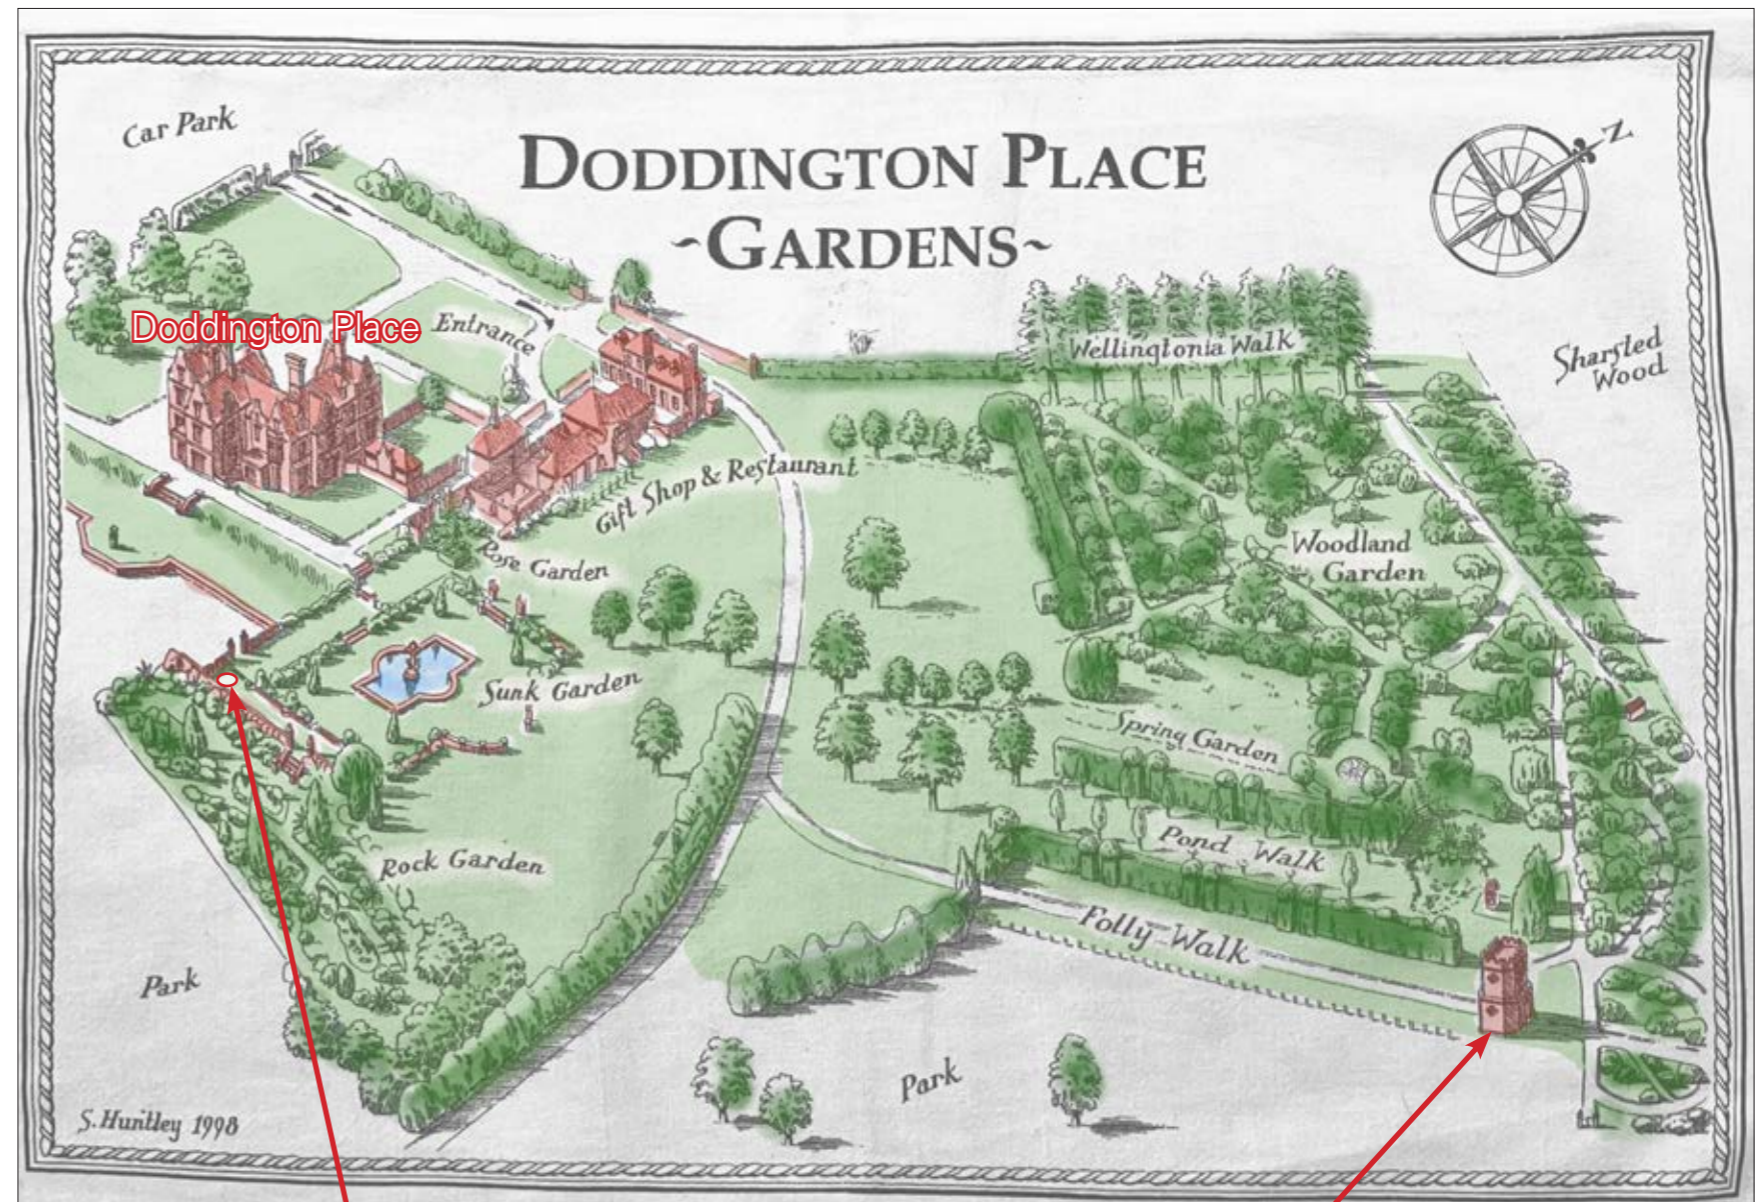 Car Park
DODDINGTON PLACE
~GARDENS~
N
Doddington Place
Entrance
Wellingtonia Walk
Sharsted
Wood
Gift Shop & Restaurant
Rose Garden
Woodland
Garden
Sunk Garden
Spring Garden
Rock Garden
Pond Walk
Folly Walk
Park
Park
S. Huntley 1998